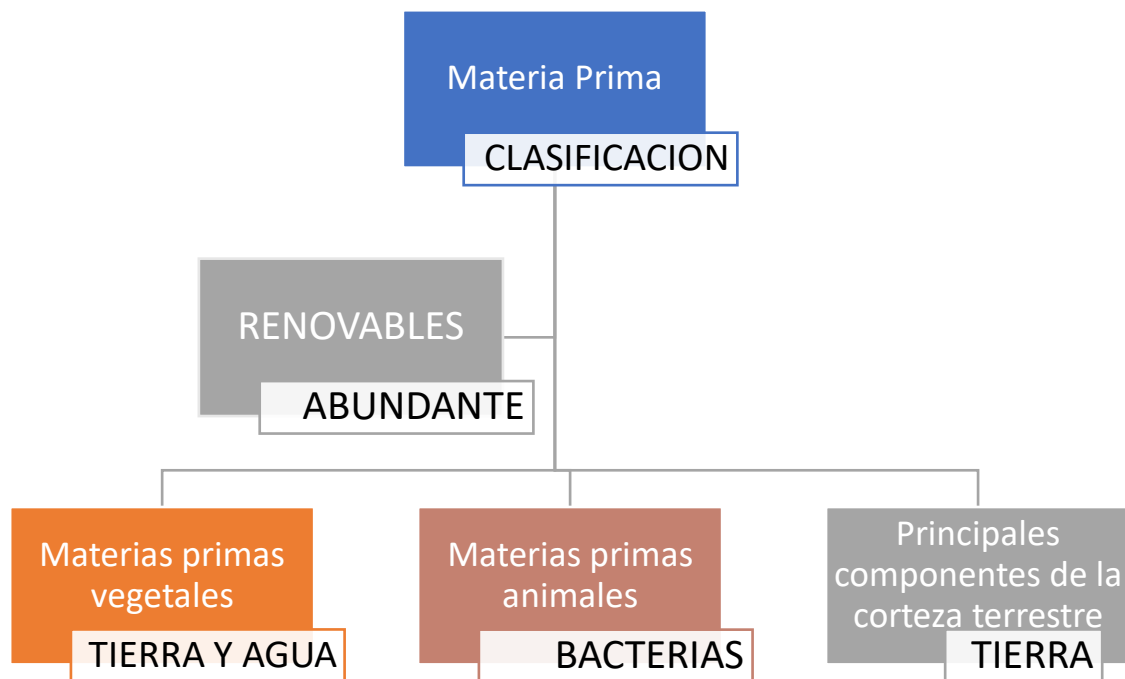 Materia Prima
CLASIFICACION
RENOVABLES
ABUNDANTE
Materias primas
vegetales
TIERRA Y AGUA
Materias primas
animales
BACTERIAS
Principales
componentes de la
corteza terrestre
TIERRA